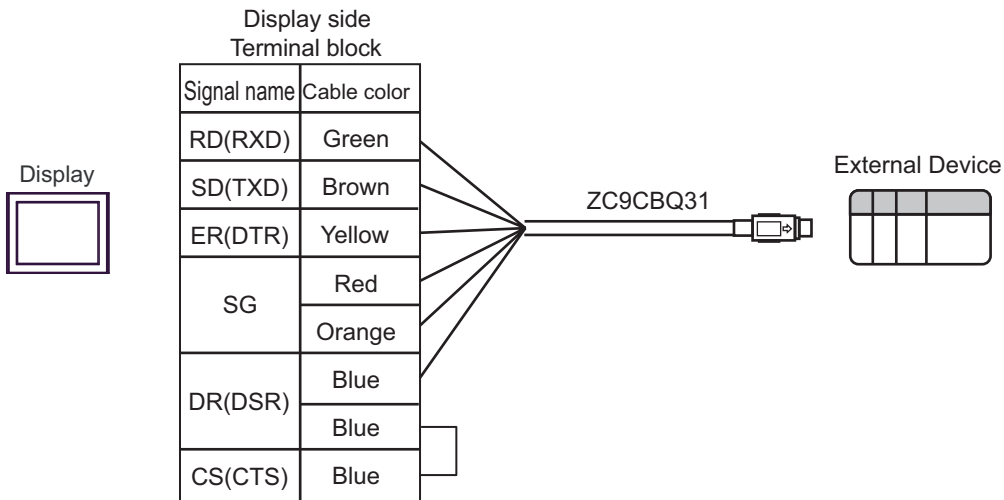 Display side
Terminal block
Signal name Cable color
RD(RXD) Green
SD(TXD) Brown
ER(DTR) Yellow
SG Red
Orange
DR(DSR) Blue
Blue
CS(CTS) Blue
Display
ZC9CBQ31
External Device